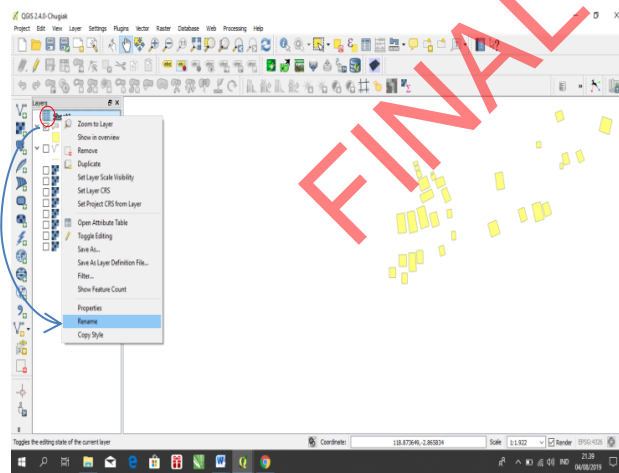 QGIS 2.4.0-Chugiak
Project Edit View Layer Settings Plugins Vector Raster Database Web Processing Help
Layers
Zoom to Layer
Show in overview
Remove
Duplicate
Set Layer Scale Visibility
Set Layer CRS
Set Project CRS from Layer
Open Attribute Table
Toggle Editing
Save As...
Save As Layer Definition File...
Filter...
Show Feature Count
Properties
Rename
Copy Style
FINAL
Toggles the editing state of the current layer
Coordinate: 118.873649,-2.865834 Scale 1:1.922 Render EPSG:4326
IND 21.39
04/08/2019